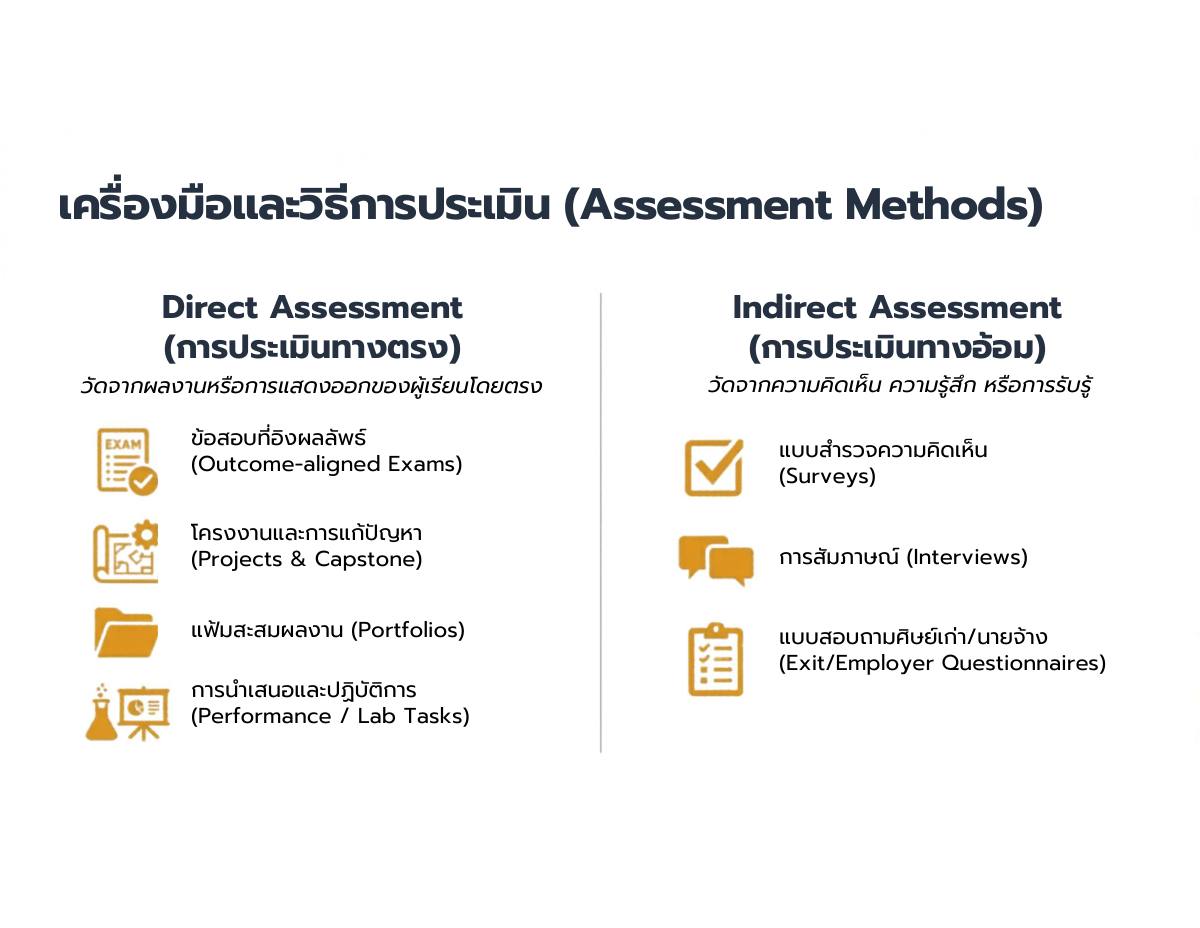 เครื่องมือและวิธีการประเมิน (Assessment Methods)
Direct Assessment
(การประเมินทางตรง)
วัดจากผลงานหรือการแสดงออกของผู้เรียนโดยตรง
EXAM
ข้อสอบที่อิงผลลัพธ์
(Outcome-aligned Exams)
โครงงานและการแก้ปัญหา
(Projects & Capstone)
แฟ้มสะสมผลงาน (Portfolios)
การนำเสนอและปฏิบัติการ
(Performance / Lab Tasks)
Indirect Assessment
(การประเมินทางอ้อม)
วัดจากความคิดเห็น ความรู้สึก หรือการรับรู้
แบบสำรวจความคิดเห็น
(Surveys)
การสัมภาษณ์ (Interviews)
แบบสอบถามศิษย์เก่า/นายจ้าง
(Exit/Employer Questionnaires)